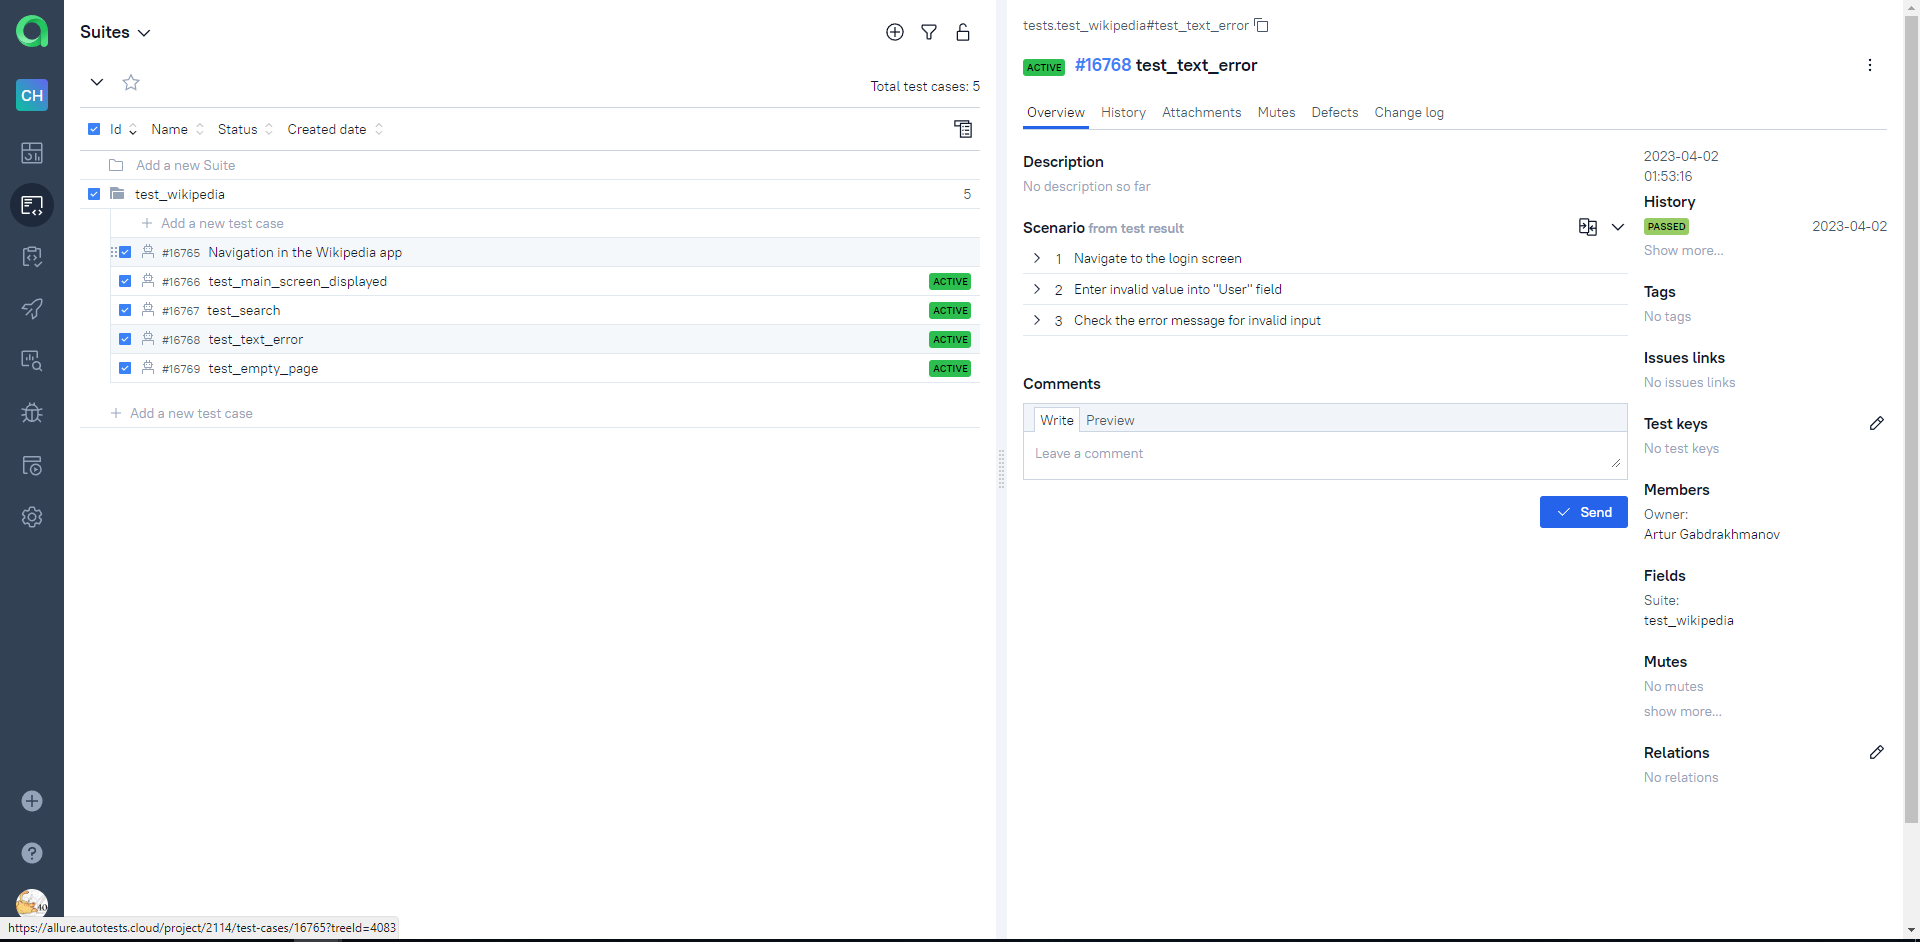 CH
Suites
Total test cases: 5
Id Name Status Created date
Add a new Suite
test_wikipedia 5
Add a new test case
#16765 Navigation in the Wikipedia app
#16766 test_main_screen_displayed ACTIVE
#16767 test_search ACTIVE
#16768 test_text_error ACTIVE
#16769 test_empty_page ACTIVE
Add a new test case
https://allure.autotests.cloud/project/2114/test-cases/16765?treeId=4083
tests.test_wikipedia#test_text_error
ACTIVE #16768 test_text_error
Overview History Attachments Mutes Defects Change log
Description
No description so far
Scenario from test result
1 Navigate to the login screen
2 Enter invalid value into "User" field
3 Check the error message for invalid input
Comments
Write Preview
Leave a comment
Send
2023-04-02
01:53:16
History
PASSED 2023-04-02
Show more...
Tags
No tags
Issues links
No issues links
Test keys
No test keys
Members
Owner:
Artur Gabdrakhmanov
Fields
Suite:
test_wikipedia
Mutes
No mutes
show more...
Relations
No relations